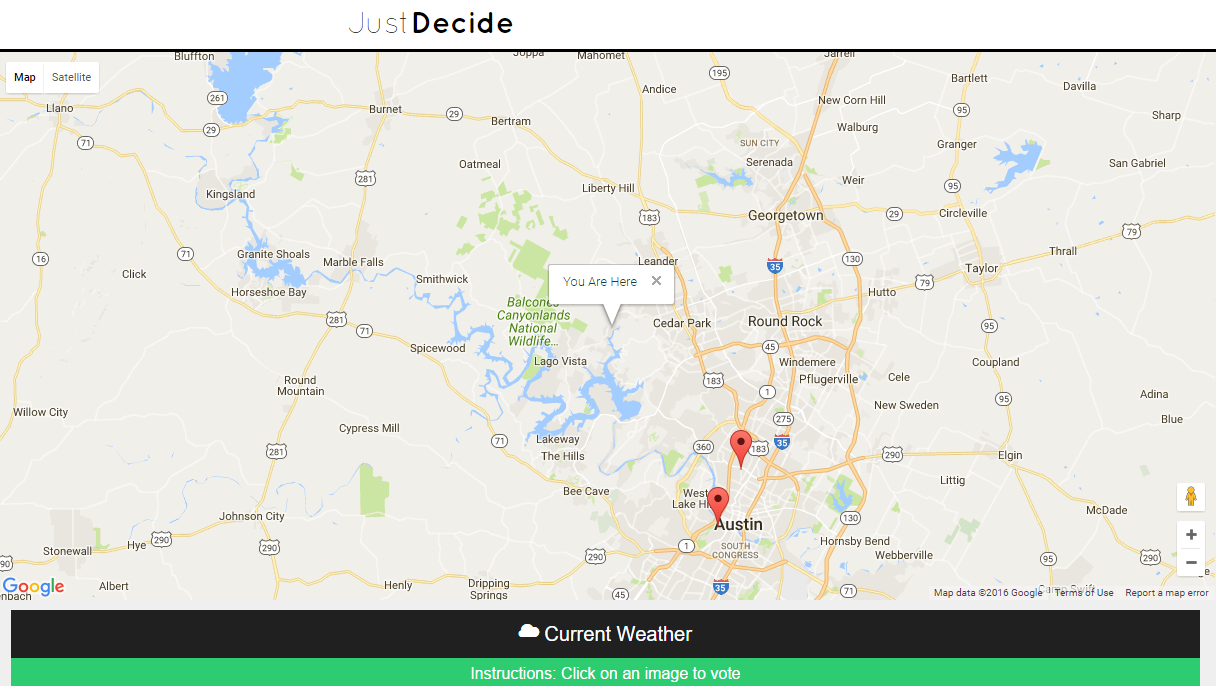 JustDecide
Map Satellite
Bluffton
Joppa
Mahomet
Jarrell
195
Bartlett
Davilla
261
Andice
New Corn Hill
95
Llano
Burnet
29
Bertram
Sharp
29
Walburg
71
SUN CITY
Granger
Oatmeal
Serenada
San Gabriel
281
Weir
95
Kingsland
Liberty Hill
183
Georgetown
29
Circleville
79
71
Granite Shoals
Thrall
16
Marble Falls
Leander
35
130
Click
Smithwick
You Are Here
Taylor
79
Horseshoe Bay
Hutto
Balcones
Canyonlands
National
Wildlife...
281
71
Cedar Park
Round Rock
95
Spicewood
45
Lago Vista
Windemere
Coupland
Round
Mountain
183
Pflugerville
Cele
1
Adina
95
Willow City
New Sweden
Blue
275
Cypress Mill
71
Lakeway
360
183
35
281
The Hills
290
Elgin
Bee Cave
West
Lake Hi
Littig
Johnson City
Austin
130
McDade
Stonewall
Hye
290
290
1
SOUTH
CONGRESS
Hornsby Bend
290
Webberville
95
290
90
Google
Albert
Henly
Dripping
Springs
35
71
45
nbach
Camp Swift
Map data ©2016 Google
Terms of Use
Report a map error
Current Weather
Instructions: Click on an image to vote